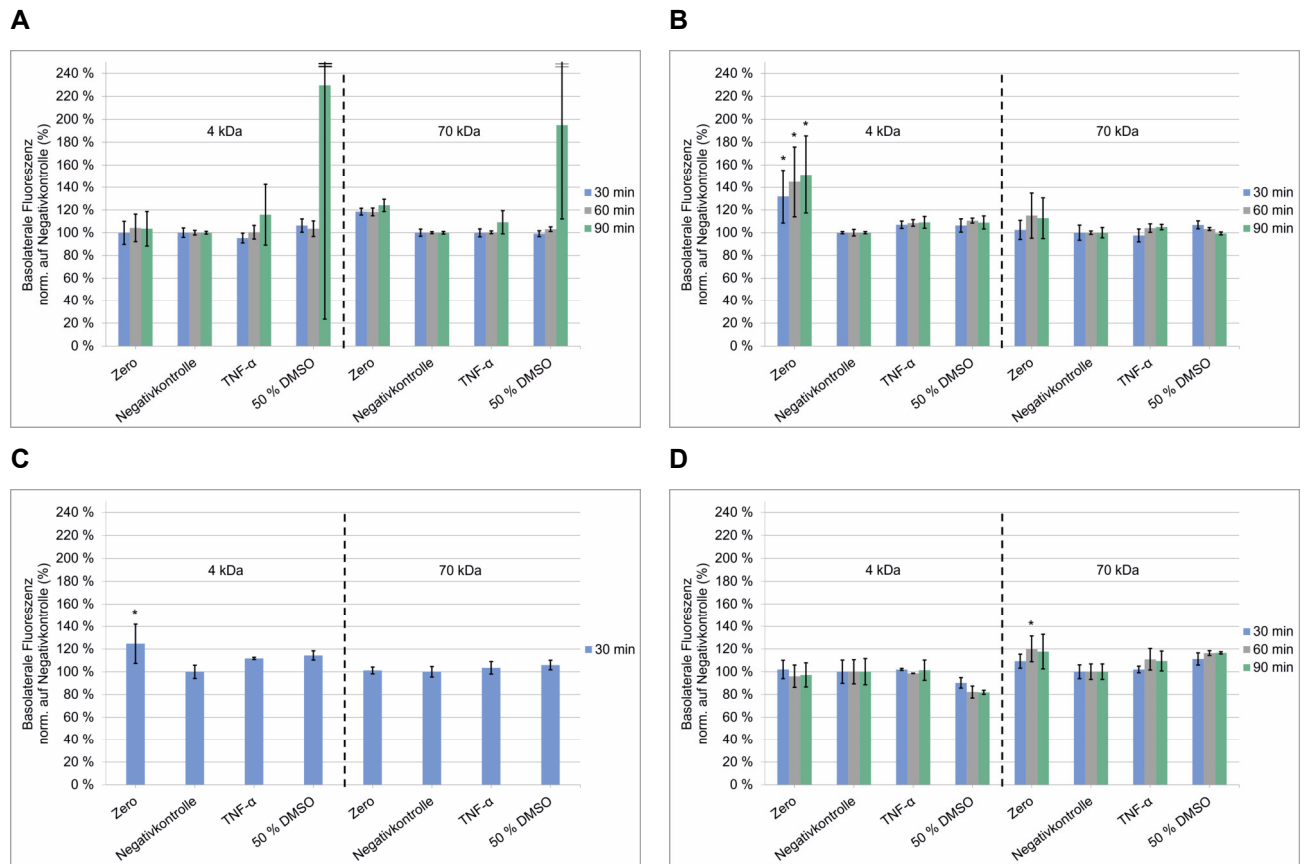 A
Basolaterale Fluoreszenz
norm. auf Negativkontrolle (%)
240 %
220 %
200 %
180 %
160 %
140 %
120 %
100 %
80 %
60 %
40 %
20 %
0 %
4 kDa
70 kDa
30 min
60 min
90 min
Zero
Negativkontrolle
TNF-α
50 % DMSO
Zero
Negativkontrolle
TNF-α
50 % DMSO
B
Basolaterale Fluoreszenz
norm. auf Negativkontrolle (%)
240 %
220 %
200 %
180 %
160 %
140 %
120 %
100 %
80 %
60 %
40 %
20 %
0 %
* * *
4 kDa
70 kDa
30 min
60 min
90 min
Zero
Negativkontrolle
TNF-α
50 % DMSO
Zero
Negativkontrolle
TNF-α
50 % DMSO
C
Basolaterale Fluoreszenz
norm. auf Negativkontrolle (%)
240 %
220 %
200 %
180 %
160 %
140 %
120 %
100 %
80 %
60 %
40 %
20 %
0 %
4 kDa
70 kDa
*
30 min
Zero
Negativkontrolle
TNF-α
50 % DMSO
Zero
Negativkontrolle
TNF-α
50 % DMSO
D
Basolaterale Fluoreszenz
norm. auf Negativkontrolle (%)
240 %
220 %
200 %
180 %
160 %
140 %
120 %
100 %
80 %
60 %
40 %
20 %
0 %
4 kDa
70 kDa
*
30 min
60 min
90 min
Zero
Negativkontrolle
TNF-α
50 % DMSO
Zero
Negativkontrolle
TNF-α
50 % DMSO